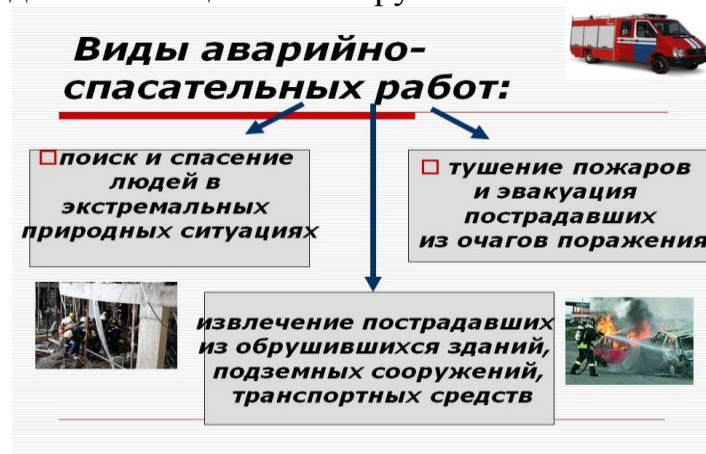 Виды аварийно-
спасательных работ:
поиск и спасение
людей в
экстремальных
природных ситуациях
тушение пожаров
и эвакуация
пострадавших
из очагов поражения
извлечение пострадавших
из обрушившихся зданий,
подземных сооружений,
транспортных средств